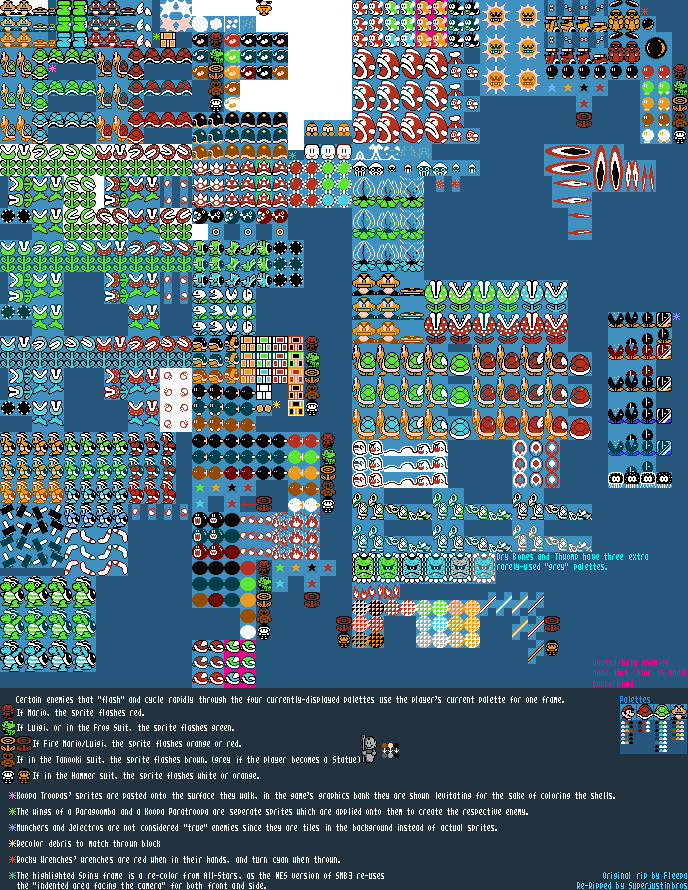 Dry Bones and Thwomp have three extra
rarely-used "grey" palettes.
Certain enemies that "flash" and cycle rapidly through the four currently-displayed palettes use the player's current palette for one frame.
Palettes
If Mario, the sprite flashes red.
If Luigi, or in the Frog Suit, the sprite flashes green.
If Fire Mario/Luigi, the sprite flashes orange or red.
If in the Tanooki suit, the sprite flashes brown. (grey if the player becomes a Statue)
If in the Hammer suit, the sprite flashes white or orange.
Koopa Troopas' sprites are pasted onto the surface they walk, in the game's graphics bank they are shown levitating for the sake of coloring the shells.
The wings of a Paragoomba and a Koopa Paratroopa are seperate sprites which are applied onto them to create the respective enemy.
Munchers and Jelectros are not considered "true" enemies since they are tiles in the background instead of actual sprites.
Recolor debris to match thrown block
Rocky Wrenches' wrenches are red when in their hands, and turn cyan when thrown.
The highlighted Spiny frame is a re-color from All-Stars, as the NES version of SMB3 re-uses
the "indented area facing the camera" for both front and side.
Original rip by Fleepa
Re-Ripped by Superjustinbros